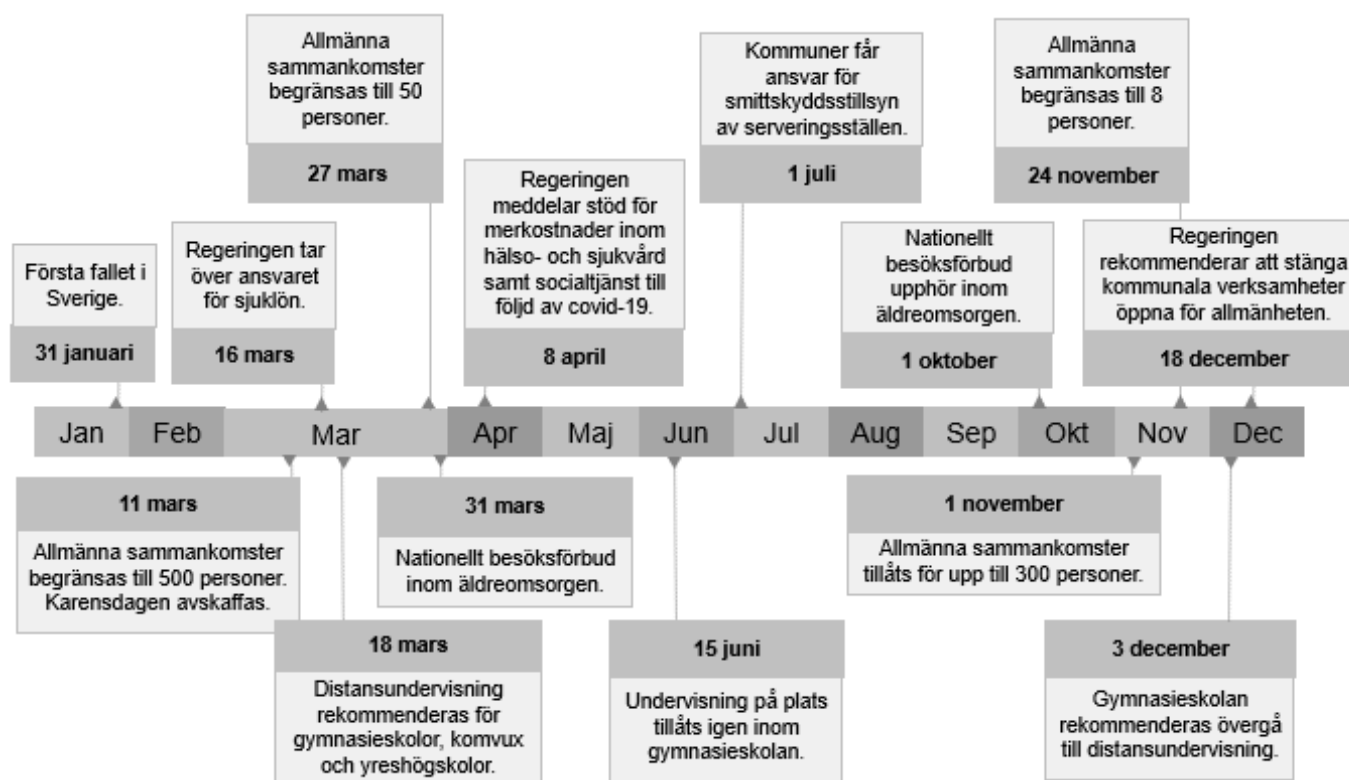 Allmänna
sammankomster
begränsas till 50
personer.
27 mars
Kommuner får
ansvar för
smittskyddsstillsyn
av serveringsställen.
1 juli
Allmänna
sammankomster
begränsas till 8
personer.
24 november
Första fallet i
Sverige.
31 januari
Regeringen tar
över ansvaret
för sjuklön.
16 mars
Regeringen
meddelar stöd för
merkostnader inom
hälso- och sjukvård
samt socialtjänst till
följd av covid-19.
8 april
Nationellt
besöksförbud
upphör inom
äldreomsorgen.
1 oktober
Regeringen
rekommenderar att stänga
kommunala verksamheter
öppna för allmänheten.
18 december
Jan Feb Mar Apr Maj Jun Jul Aug Sep Okt Nov Dec
11 mars
Allmänna sammankomster
begränsas till 500 personer.
Karensdagen avskaffas.
31 mars
Nationellt besöksförbud
inom äldreomsorgen.
1 november
Allmänna sammankomster
tillåts för upp till 300 personer.
18 mars
Distansundervisning
rekommenderas för
gymnasieskolor, komvux
och yreshögskolor.
15 juni
Undervisning på plats
tillåts igen inom
gymnasieskolan.
3 december
Gymnasieskolan
rekommenderas övergå
till distansundervisning.